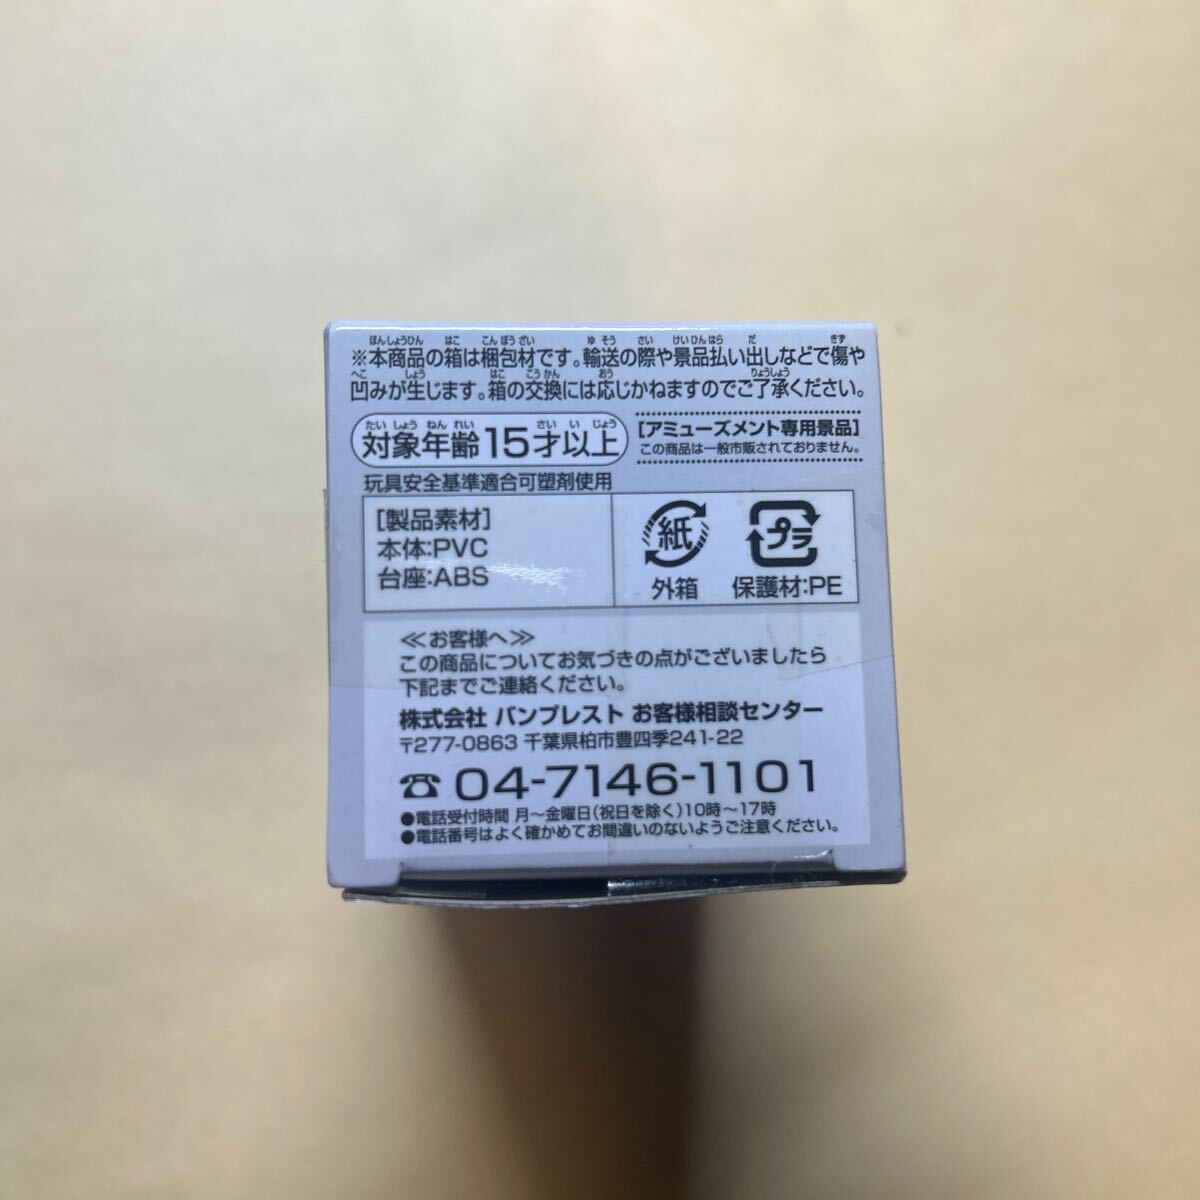 ※本商品の箱は梱包材です。輸送の際や景品払い出しなどで傷や
凹みが生じます。箱の交換には応じかねますのでご了承ください。
対象年齢15才以上
[アミューズメント専用景品]
この商品は一般市販されておりません。
玩具安全基準適合可塑剤使用
[製品素材]
本体:PVC
台座:ABS
紙
外箱
プラ
保護材:PE
≪お客様へ≫
この商品についてお気づきの点がございましたら
下記までご連絡ください。
株式会社 バンプレスト お客様相談センター
〒277-0863 千葉県柏市豊四季241-22
☎ 04-7146-1101
●電話受付時間 月〜金曜日(祝日を除く)10時〜17時
●電話番号はよく確かめてお間違いのないようご注意ください。